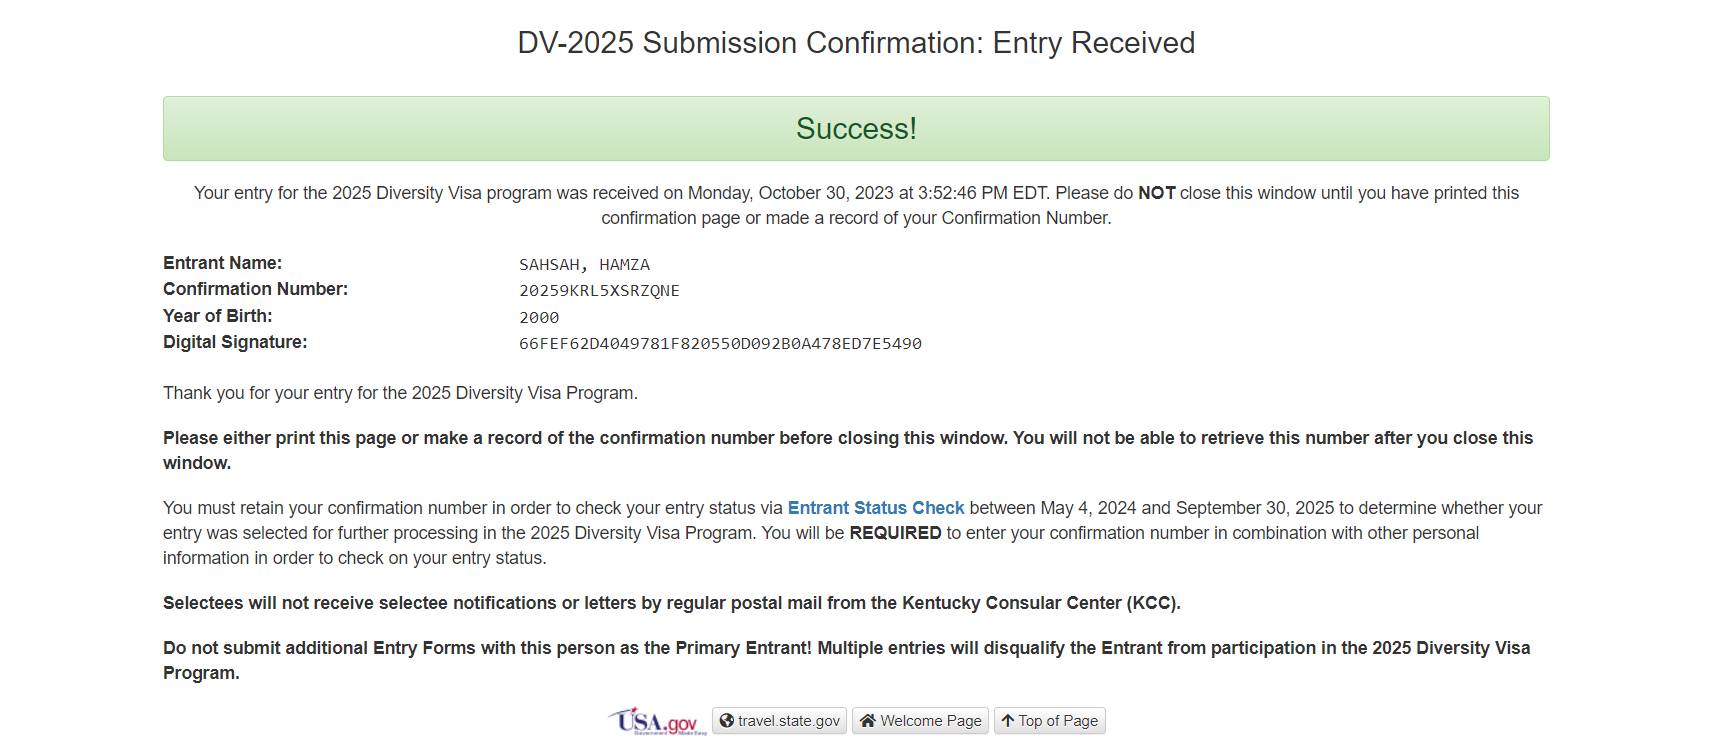 DV-2025 Submission Confirmation: Entry Received
Success!
Your entry for the 2025 Diversity Visa program was received on Monday, October 30, 2023 at 3:52:46 PM EDT. Please do NOT close this window until you have printed this
confirmation page or made a record of your Confirmation Number.
Entrant Name: SAHSAH, HAMZA
Confirmation Number: 20259KRL5XSRZQNE
Year of Birth: 2000
Digital Signature: 66FEF62D4049781F820550D092B0A478ED7E5490
Thank you for your entry for the 2025 Diversity Visa Program.
Please either print this page or make a record of the confirmation number before closing this window. You will not be able to retrieve this number after you close this
window.
You must retain your confirmation number in order to check your entry status via Entrant Status Check between May 4, 2024 and September 30, 2025 to determine whether your
entry was selected for further processing in the 2025 Diversity Visa Program. You will be REQUIRED to enter your confirmation number in combination with other personal
information in order to check on your entry status.
Selectees will not receive selectee notifications or letters by regular postal mail from the Kentucky Consular Center (KCC).
Do not submit additional Entry Forms with this person as the Primary Entrant! Multiple entries will disqualify the Entrant from participation in the 2025 Diversity Visa
Program.
USA.gov travel.state.gov Welcome Page Top of Page